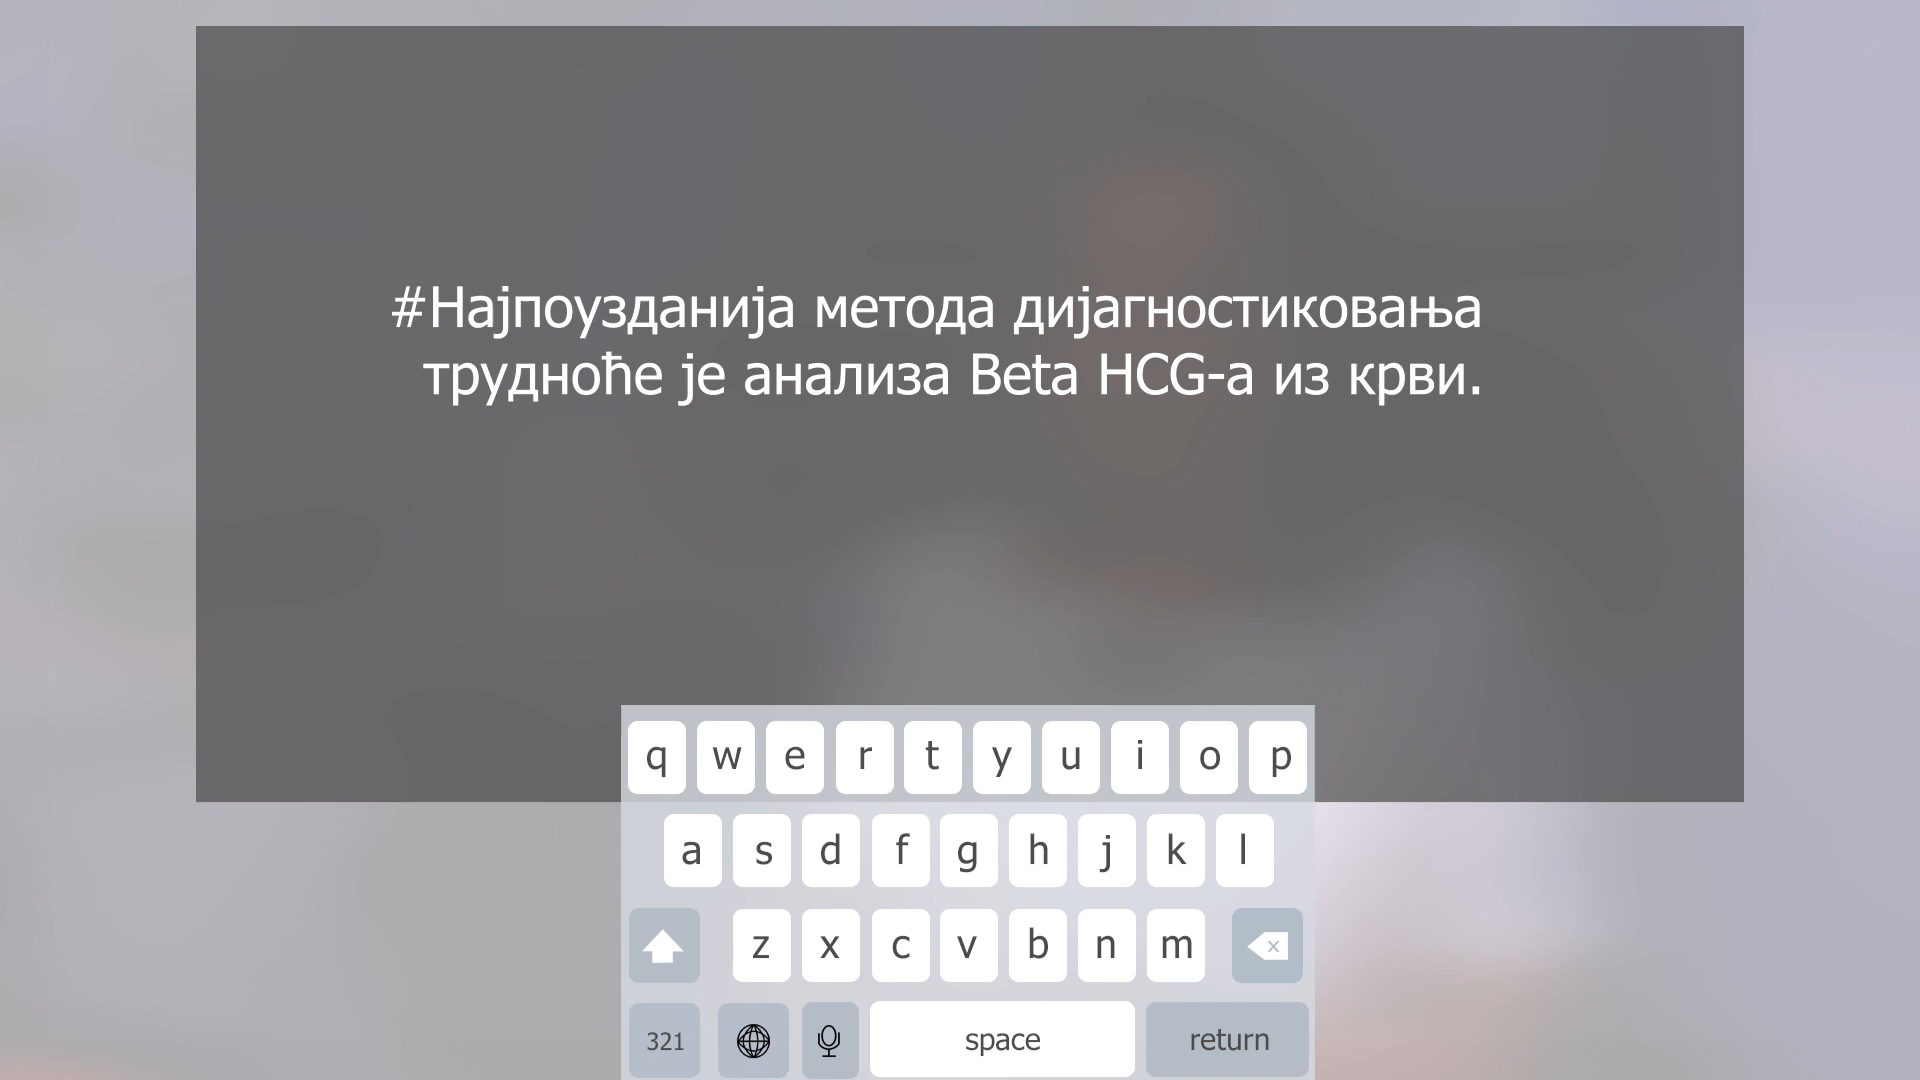 #Најпоузданија метода дијагностиковања
трудноће је анализа Beta HCG-а из крви.
q w e r t y u i o p
a s d f g h j k l
z x c v b n m x
321 space return